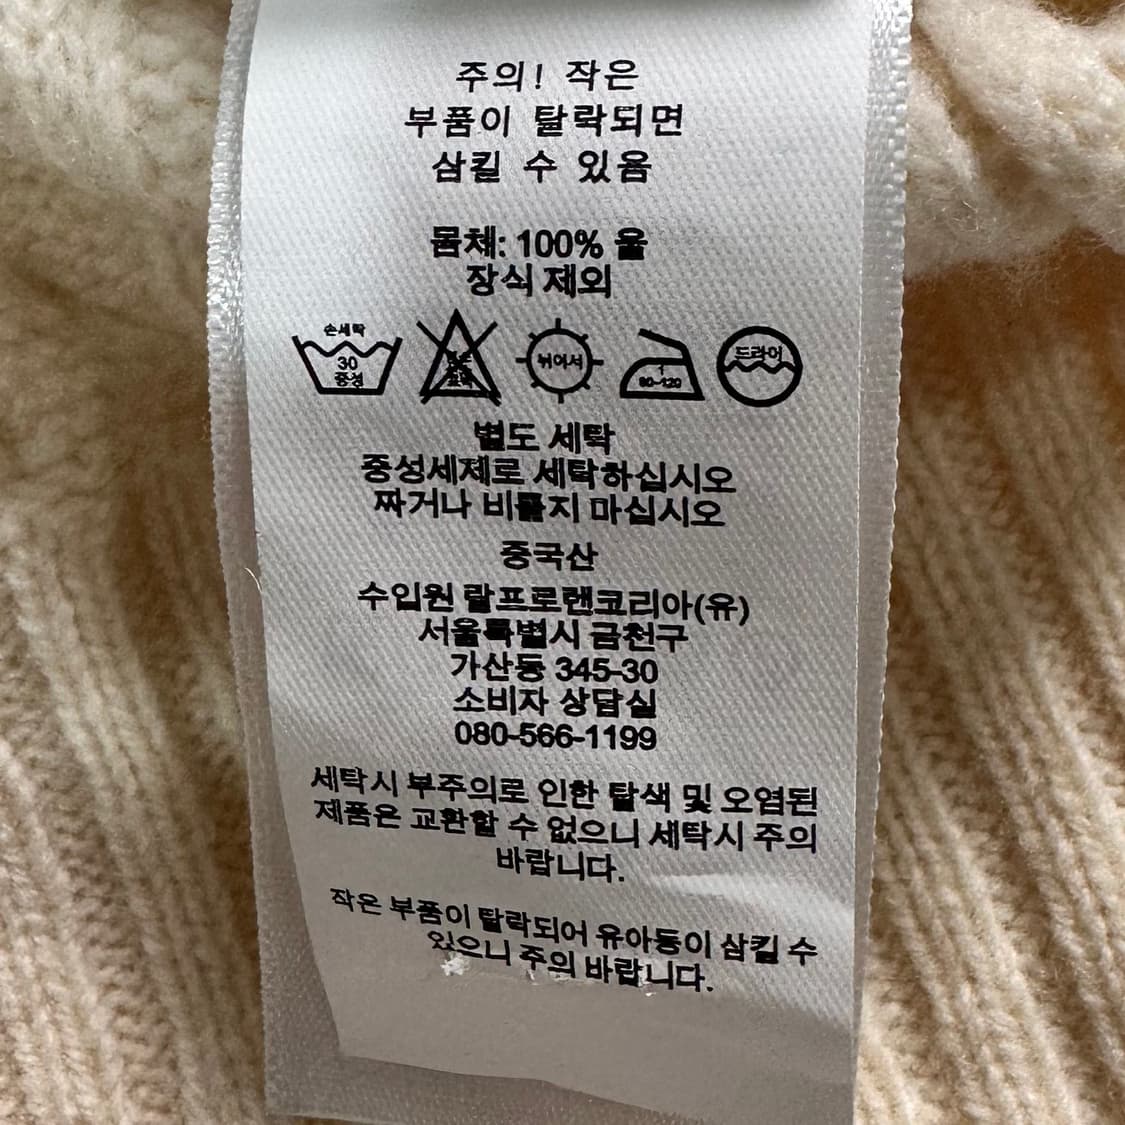 주의! 작은
부품이 탈락되면
삼킬 수 있음
몸체: 100% 울
장식 제외
손세탁
30
중성
뉘어서
1
80~120
드라이
별도 세탁
중성세제로 세탁하십시오
짜거나 비틀지 마십시오
중국산
수입원 랄프로렌코리아(유)
서울특별시 금천구
가산동 345-30
소비자 상담실
080-566-1199
세탁시 부주의로 인한 탈색 및 오염된
제품은 교환할 수 없으니 세탁시 주의
바랍니다.
작은 부품이 탈락되어 유아등이 삼킬 수
있으니 주의 바랍니다.